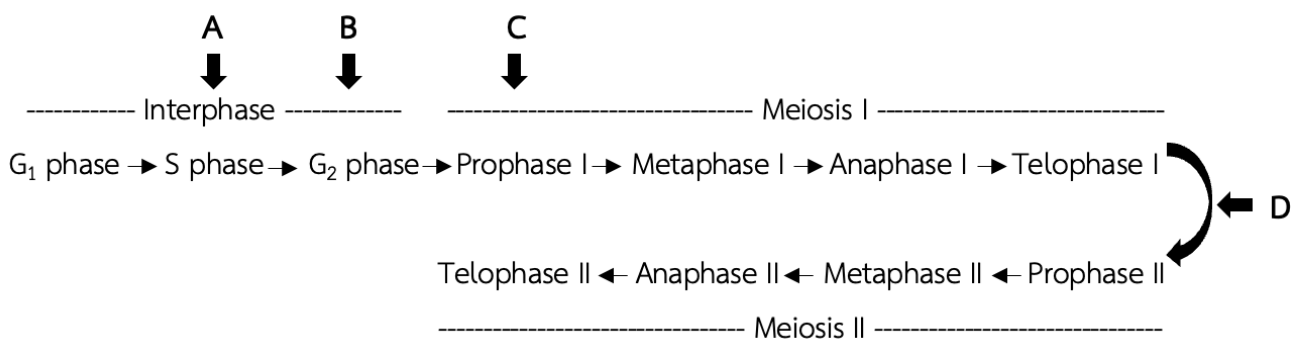 A B C
------------ Interphase ------------ ------------------------------- Meiosis I -----------------------------
G₁ phase → S phase → G₂ phase → Prophase I → Metaphase I → Anaphase I → Telophase I
D
Telophase II ← Anaphase II ← Metaphase II ← Prophase II
------------------------------- Meiosis II -----------------------------